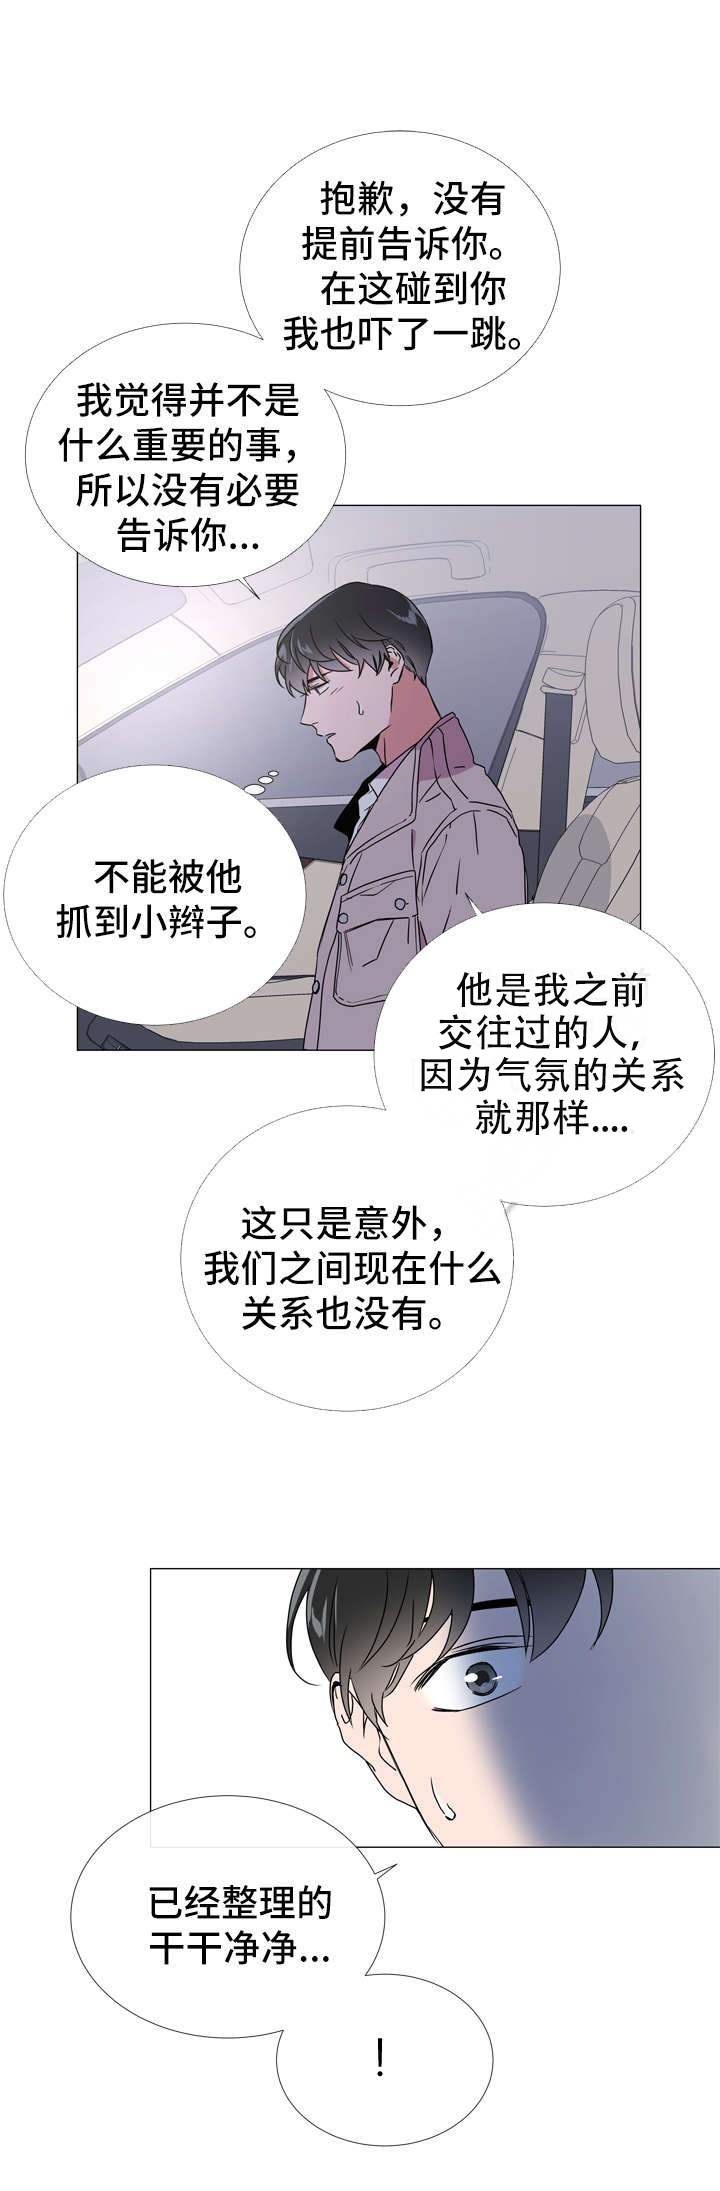 抱歉，没有
提前告诉你。
在这碰到你
我也吓了一跳。
我觉得并不是
什么重要的事，
所以没有必要
告诉你...
不能被他
抓到小辫子。
他是我之前
交往过的人,
因为气氛的关系
就那样....
这只是意外，
我们之间现在什么
关系也没有。
已经整理的
干干净净...
！